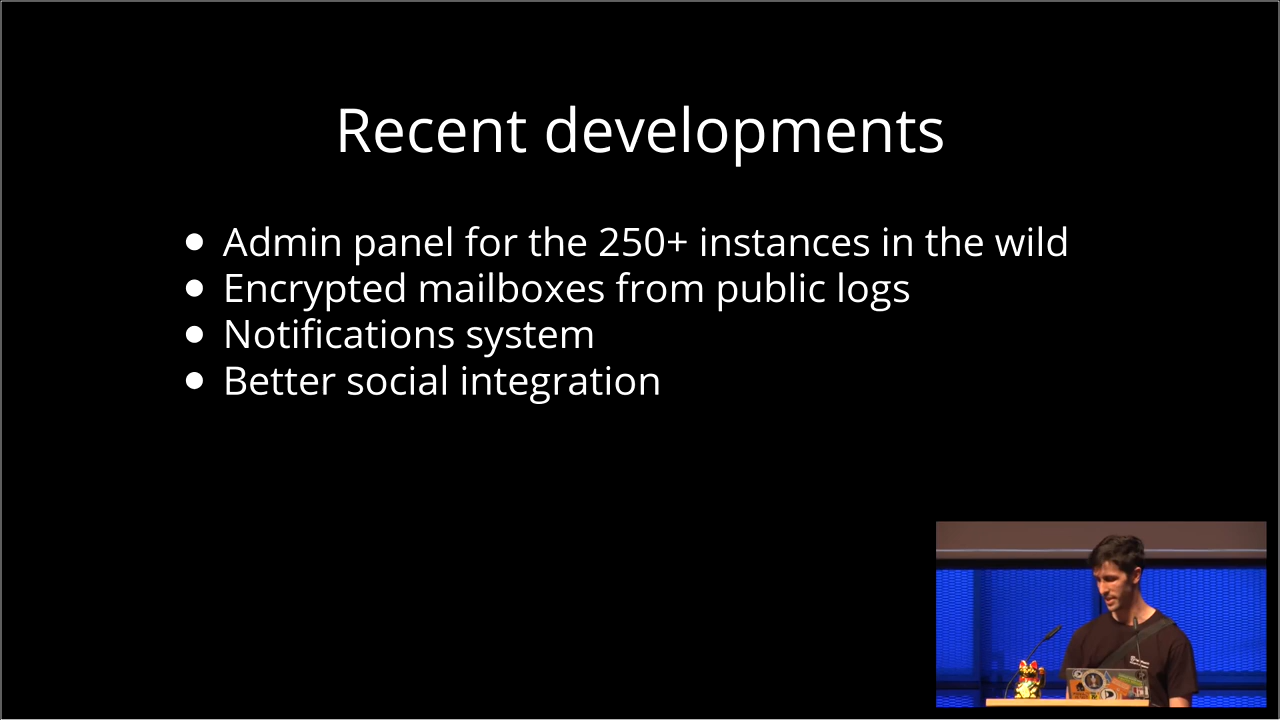 Recent developments
Admin panel for the 250+ instances in the wild
Encrypted mailboxes from public logs
Notifications system
Better social integration